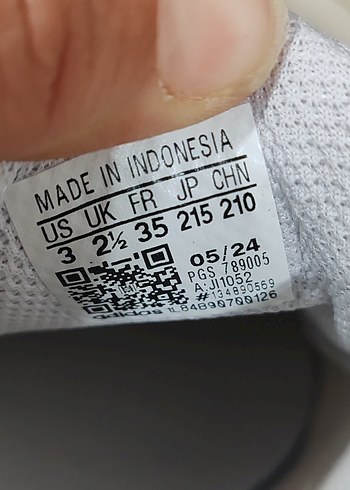 MADE IN INDONESIA
US UK FR JP CHN
3 2½ 35 215 210
05/24
PGS 789005
A:JI1052
#134890569
adidas IL84B90700126